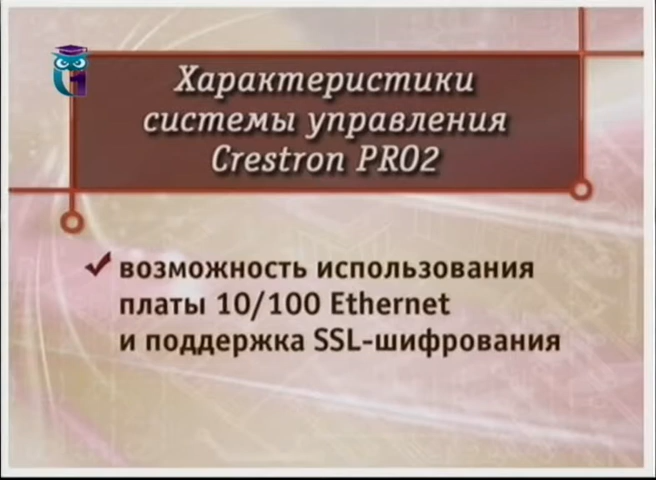 Характеристики
системы управления
Crestron PRO2
возможность использования
платы 10/100 Ethernet
и поддержка SSL-шифрования